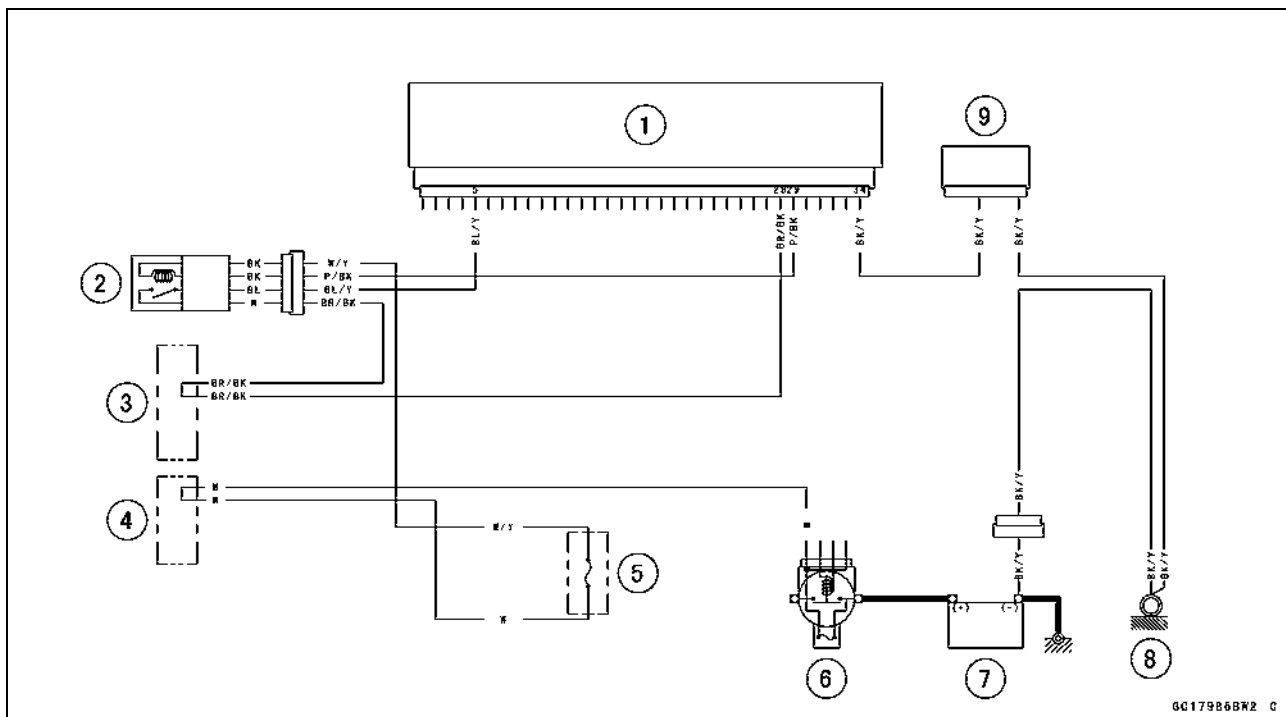 1
9
5
28
29
34
BL/Y
BR/BK
P/BK
BK/Y
BK/Y
BK/Y
2
BK
BK
BL
W
W/Y
P/BK
BL/Y
BR/BK
3
BR/BK
BR/BK
4
W
W
W
W/Y
5
W
6
(+)
(-)
7
BK/Y
BK/Y
BK/Y
BK/Y
8
GC17986BW2 C